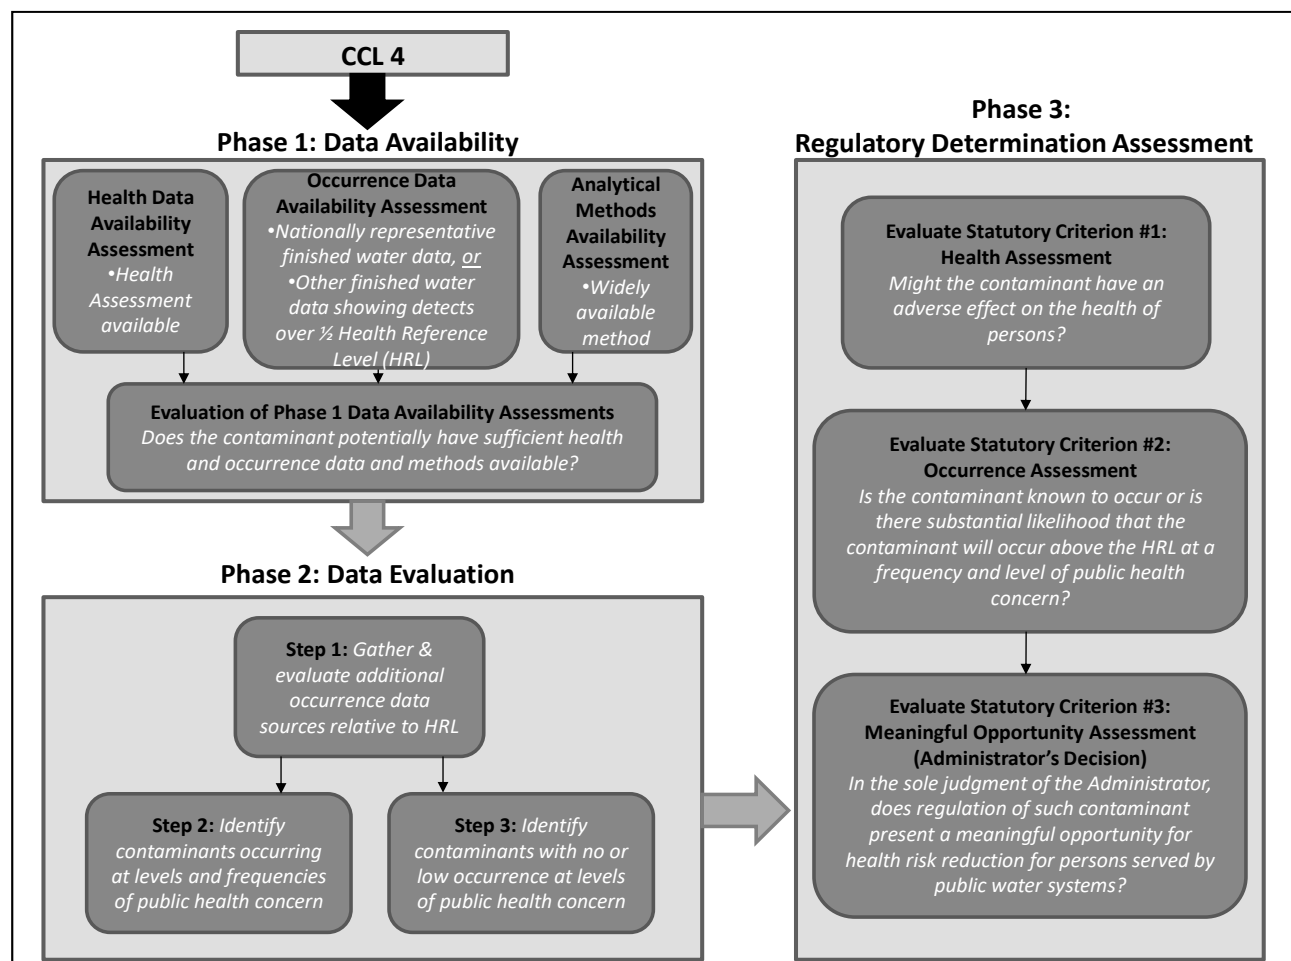 CCL 4
Phase 1: Data Availability
Health Data
Availability
Assessment
•Health
Assessment
available
Occurrence Data
Availability Assessment
•Nationally representative
finished water data, or
•Other finished water
data showing detects
over ½ Health Reference
Level (HRL)
Analytical
Methods
Availability
Assessment
•Widely
available
method
Evaluation of Phase 1 Data Availability Assessments
Does the contaminant potentially have sufficient health
and occurrence data and methods available?
Phase 2: Data Evaluation
Step 1: Gather &
evaluate additional
occurrence data
sources relative to HRL
Step 2: Identify
contaminants occurring
at levels and frequencies
of public health concern
Step 3: Identify
contaminants with no or
low occurrence at levels
of public health concern
Phase 3:
Regulatory Determination Assessment
Evaluate Statutory Criterion #1:
Health Assessment
Might the contaminant have an
adverse effect on the health of
persons?
Evaluate Statutory Criterion #2:
Occurrence Assessment
Is the contaminant known to occur or is
there substantial likelihood that the
contaminant will occur above the HRL at a
frequency and level of public health
concern?
Evaluate Statutory Criterion #3:
Meaningful Opportunity Assessment
(Administrator's Decision)
In the sole judgment of the Administrator,
does regulation of such contaminant
present a meaningful opportunity for
health risk reduction for persons served by
public water systems?